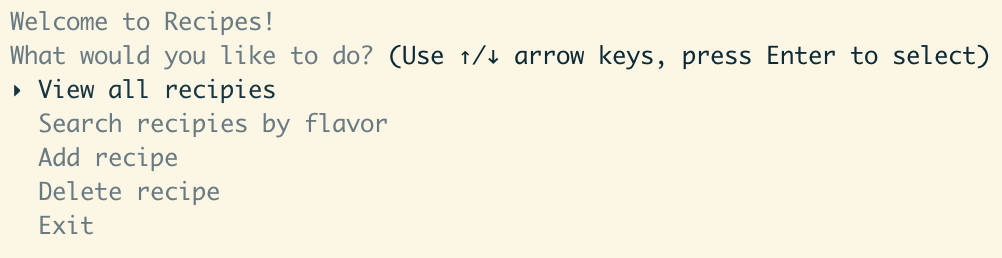 Welcome to Recipes!
What would you like to do? (Use ↑/↓ arrow keys, press Enter to select)
‣ View all recipies
Search recipies by flavor
Add recipe
Delete recipe
Exit